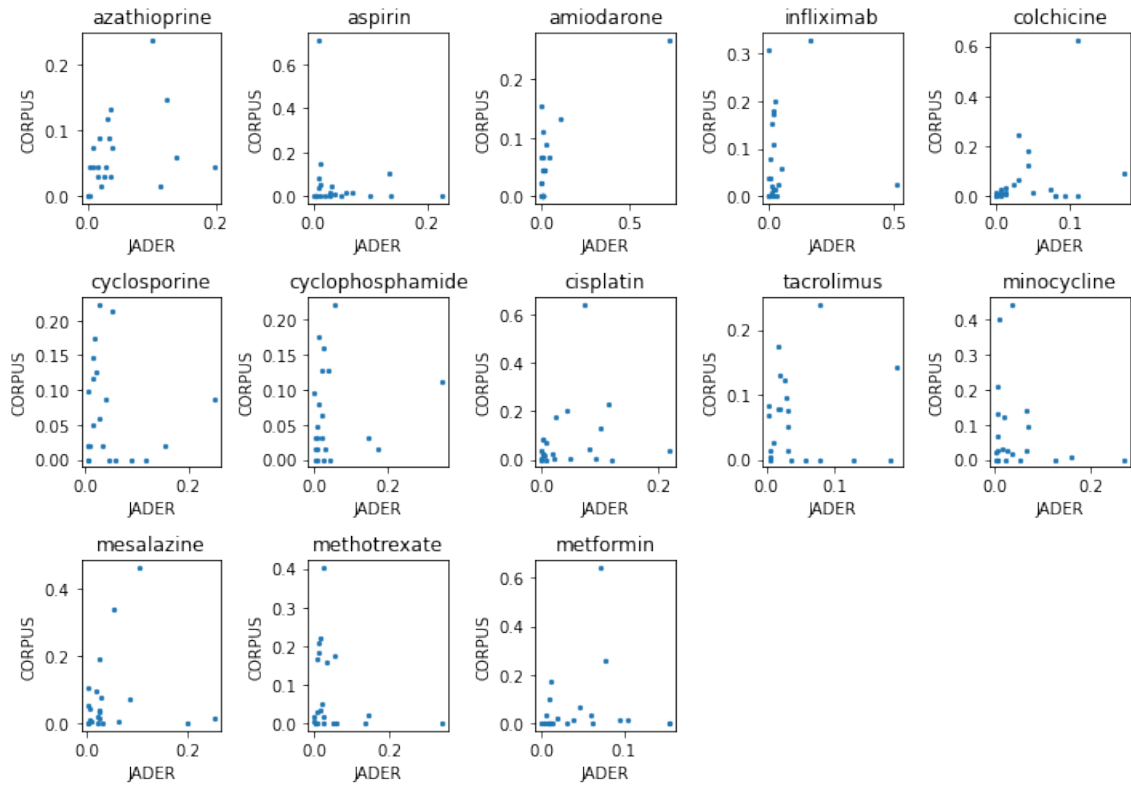 azathioprine aspirin amiodarone infliximab colchicine
0.2 0.1 0.0
CORPUS
0.0 0.2
JADER
0.6 0.4 0.2 0.0
CORPUS
0.0 0.2
JADER
0.2 0.1 0.0
CORPUS
0.0 0.5
JADER
0.3 0.2 0.1 0.0
CORPUS
0.0 0.5
JADER
0.6 0.4 0.2 0.0
CORPUS
0.0 0.1
JADER
cyclosporine cyclophosphamide cisplatin tacrolimus minocycline
0.20 0.15 0.10 0.05 0.00
CORPUS
0.0 0.2
JADER
0.20 0.15 0.10 0.05 0.00
CORPUS
0.0 0.2
JADER
0.6 0.4 0.2 0.0
CORPUS
0.0 0.2
JADER
0.2 0.1 0.0
CORPUS
0.0 0.1
JADER
0.4 0.3 0.2 0.1 0.0
CORPUS
0.0 0.2
JADER
mesalazine methotrexate metformin
0.4 0.2 0.0
CORPUS
0.0 0.2
JADER
0.4 0.3 0.2 0.1 0.0
CORPUS
0.0 0.2
JADER
0.6 0.4 0.2 0.0
CORPUS
0.0 0.1
JADER